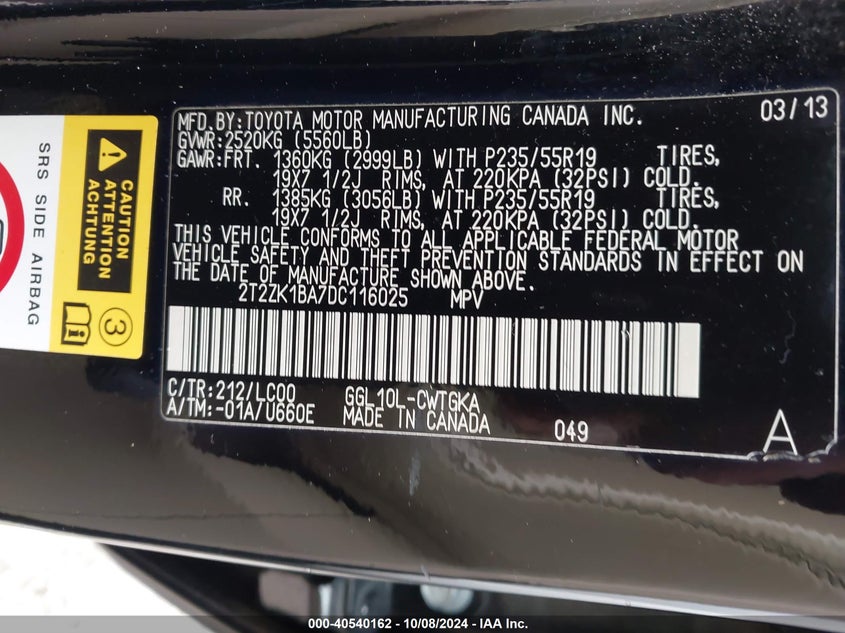 MFD.BY:TOYOTA MOTOR MANUFACTURING CANADA INC. 03/13
GVWR:2520KG (5560LB)
GAWR:FRT. 1360KG (2999LB) WITH P235/55R19 TIRES,
19X7 1/2J RIMS, AT 220KPA (32PSI) COLD.
RR. 1385KG (3056LB) WITH P235/55R19 TIRES,
19X7 1/2J RIMS, AT 220KPA (32PSI) COLD.
THIS VEHICLE CONFORMS TO ALL APPLICABLE FEDERAL MOTOR
VEHICLE SAFETY AND THEFT PREVENTION STANDARDS IN EFFECT ON
THE DATE OF MANUFACTURE SHOWN ABOVE.
2T2ZK1BA7DC116025 MPV
C/TR:212/LC00 GGL10L-CWTGKA
A/TM:-01A/U660E MADE IN CANADA 049 A
CAUTION
ATTENTION
ACHTUNG
3
SRS SIDE AIRBAG
000-40540162 - 10/08/2024 - IAA Inc.